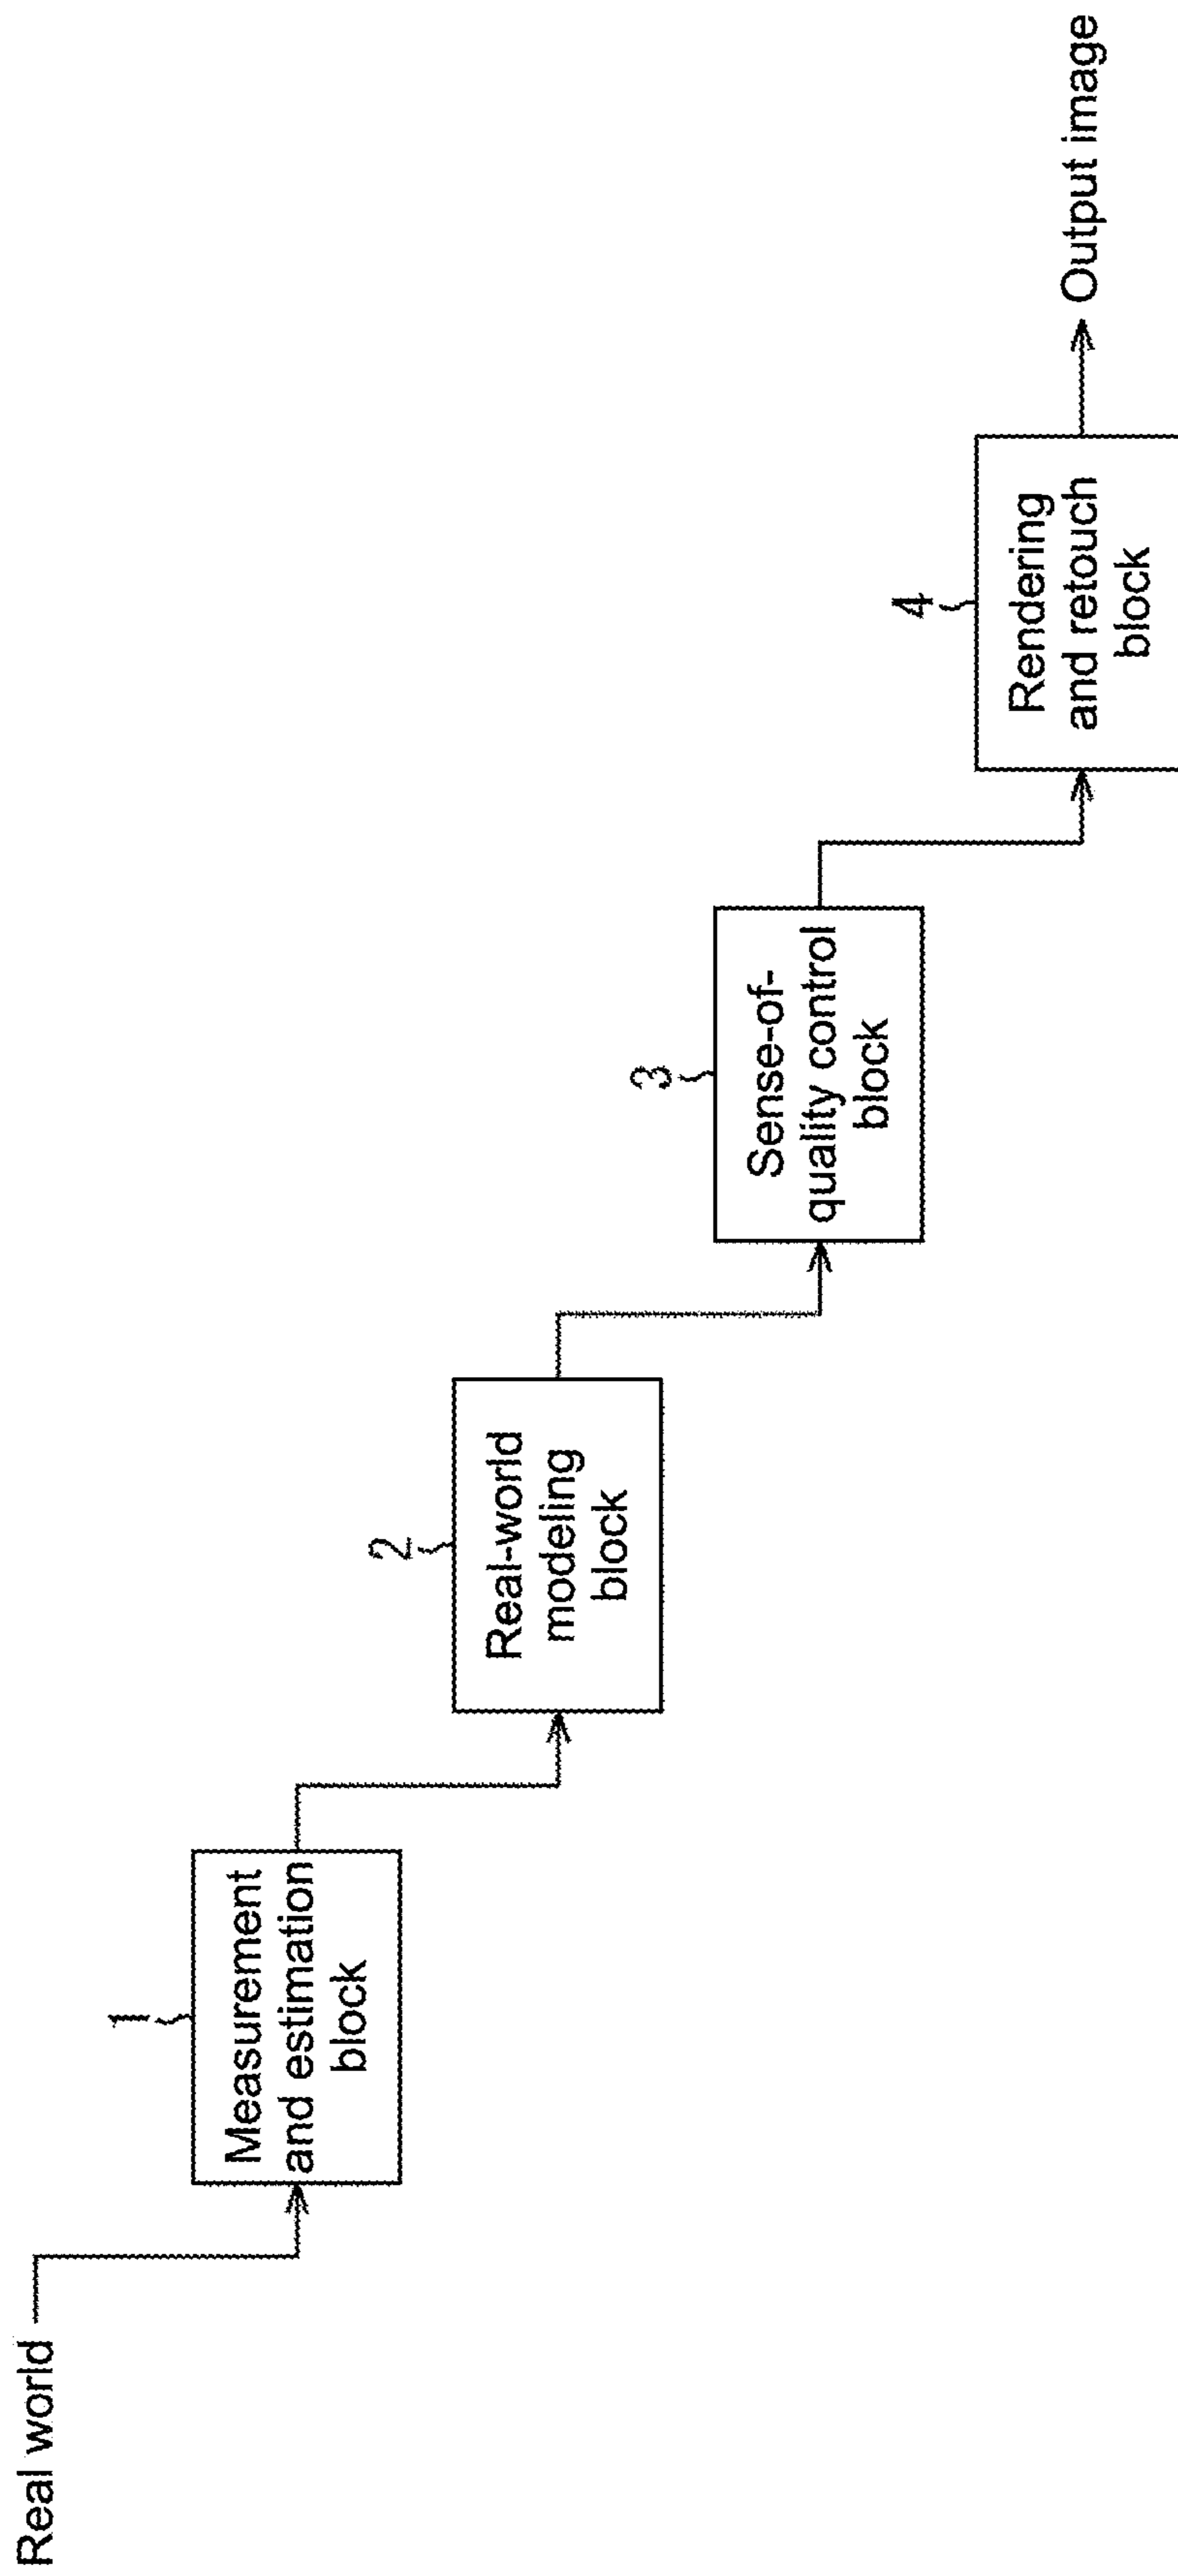 Real world
1
Measurement
and estimation
block
2
Real-world
modeling
block
3
Sense-of-
quality control
block
4
Rendering
and retouch
block
Output image